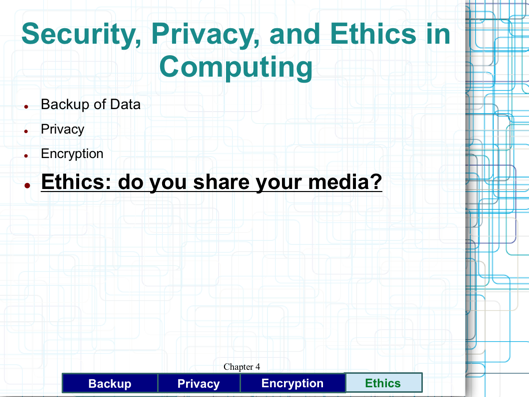 Security, Privacy, and Ethics in
Computing
Backup of Data
Privacy
Encryption
Ethics: do you share your media?
Chapter 4
Backup Privacy Encryption Ethics